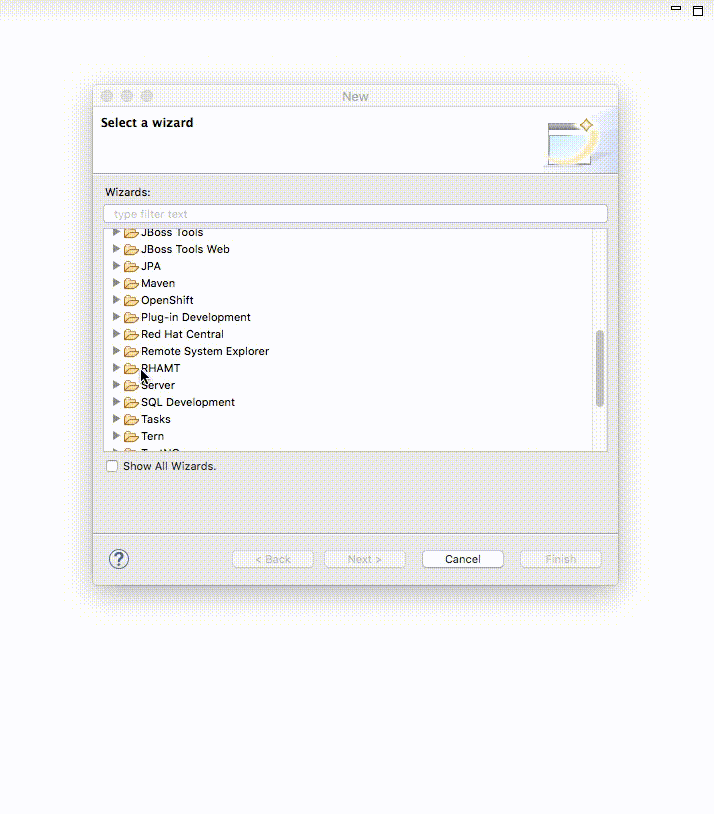 New
Select a wizard
Wizards:
type filter text
JBoss Tools
JBoss Tools Web
JPA
Maven
OpenShift
Plug-in Development
Red Hat Central
Remote System Explorer
RHAMT
Server
SQL Development
Tasks
Tern
Show All Wizards.
?
< Back
Next >
Cancel
Finish